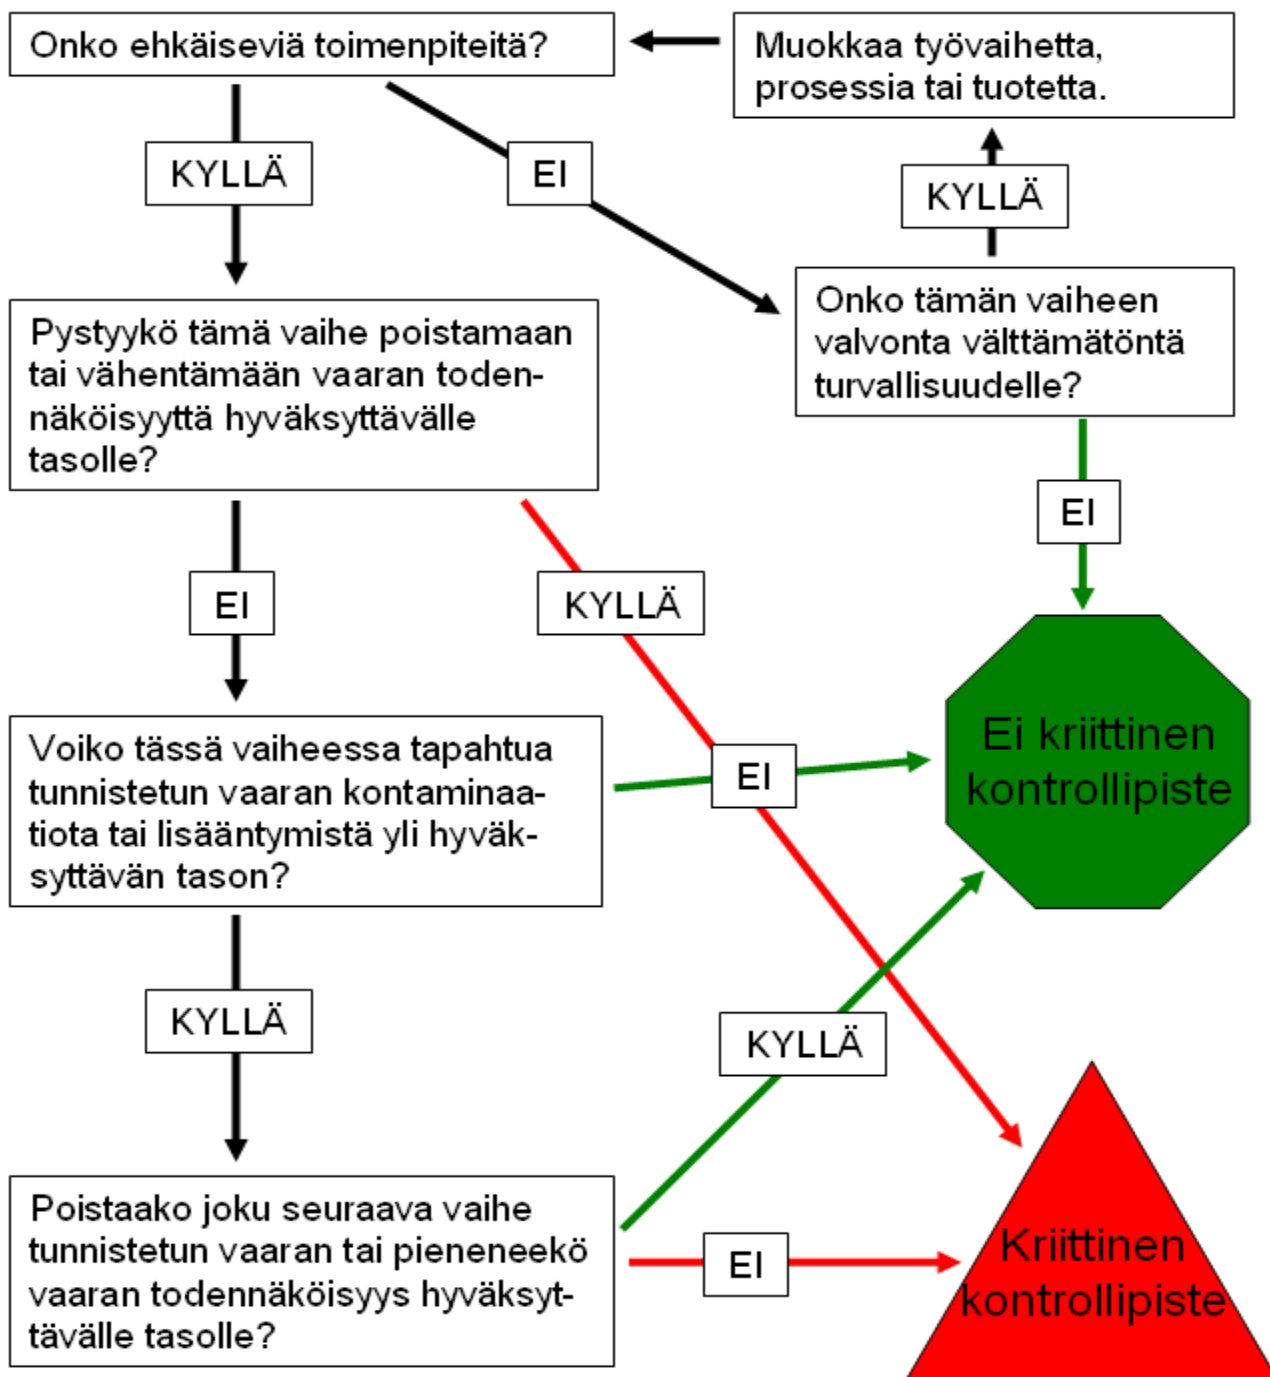 Onko ehkäiseviä toimenpiteitä?
Muokkaa työvaihetta,
prosessia tai tuotetta.
KYLLÄ
EI
KYLLÄ
Pystyykö tämä vaihe poistamaan
tai vähentämään vaaran toden-
näköisyyttä hyväksyttävälle
tasolle?
Onko tämän vaiheen
valvonta välttämätöntä
turvallisuudelle?
EI
KYLLÄ
EI
Voiko tässä vaiheessa tapahtua
tunnistetun vaaran kontaminaa-
tiota tai lisääntymistä yli hyväk-
syttävän tason?
EI
Ei kriittinen
kontrollipiste
KYLLÄ
KYLLÄ
Poistaako joku seuraava vaihe
tunnistetun vaaran tai pieneneekö
vaaran todennäköisyys hyväksyt-
tävälle tasolle?
EI
Kriittinen
kontrollipiste